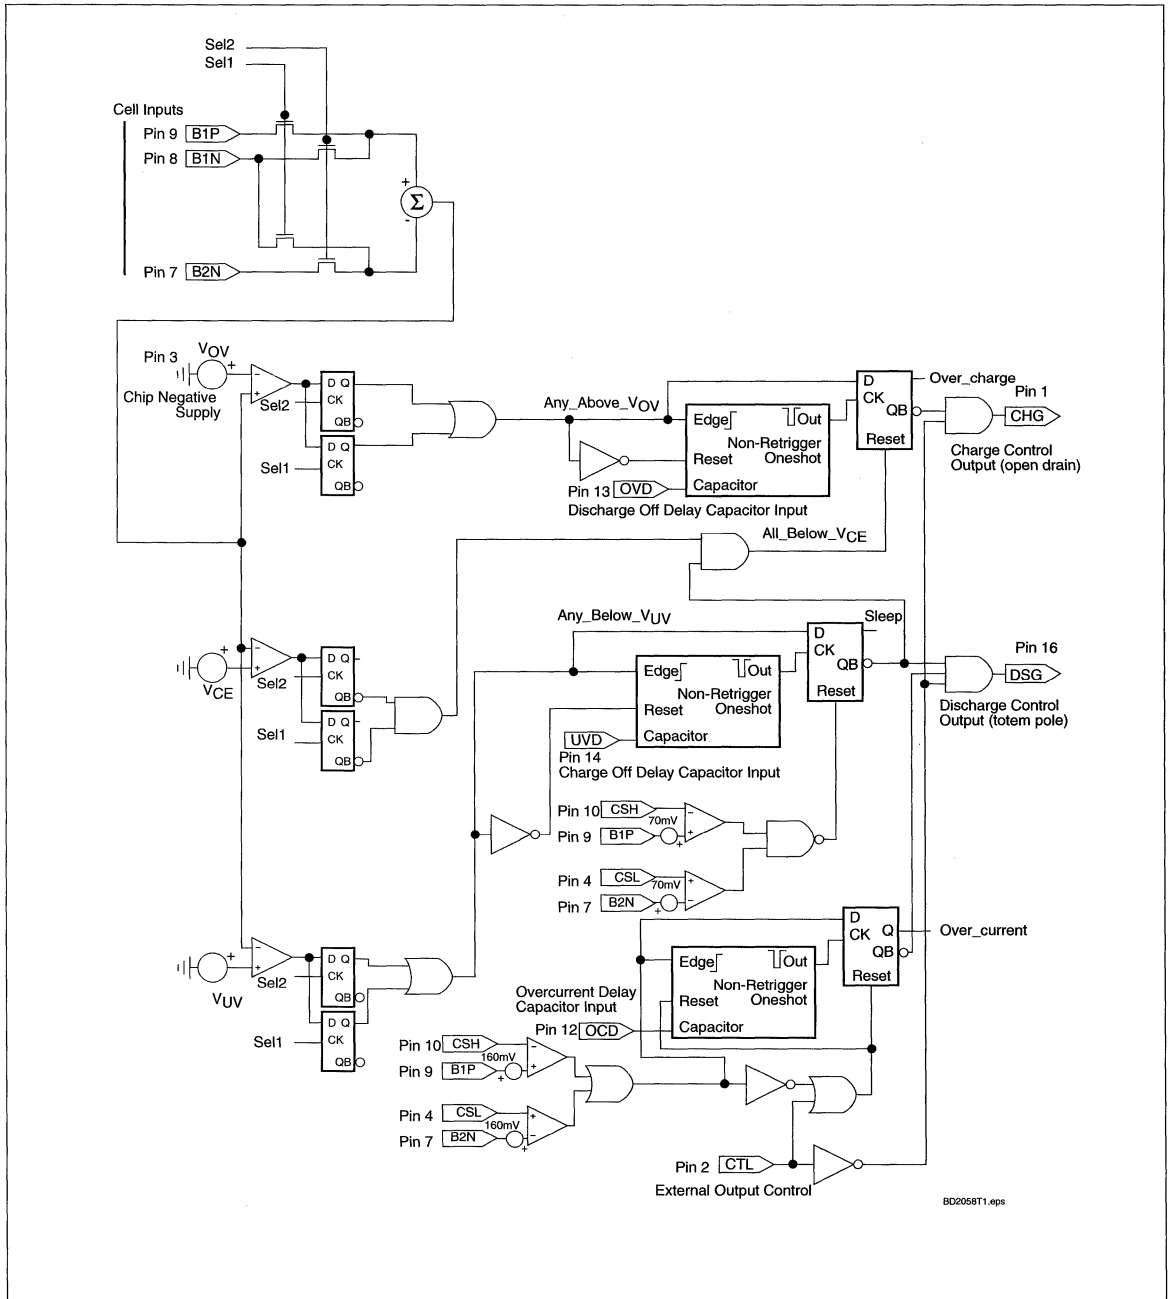 Sel2
Sel1
Cell Inputs
Pin 9 B1P
Pin 8 B1N
+
Σ
-
Pin 7 B2N
Pin 3
VOV
+
Chip Negative
Supply
-
+
Sel2
D Q
CK
QB
Sel1
D Q
CK
QB
Any_Above_VOV
Edge
Out
Non-Retrigger
Oneshot
Reset
Capacitor
Pin 13 OVD
Discharge Off Delay Capacitor Input
D
CK
QB
Reset
Over_charge
Pin 1
CHG
Charge Control
Output (open drain)
All_Below_VCE
VCE
+
-
+
Sel2
D Q
CK
QB
Sel1
D Q
CK
QB
Any_Below_VUV
Edge
Out
Non-Retrigger
Oneshot
Reset
Capacitor
UVD
Pin 14
Charge Off Delay Capacitor Input
D
CK
QB
Reset
Sleep
Pin 16
DSG
Discharge Control
Output (totem pole)
Pin 10 CSH
70mV
Pin 9 B1P
+
-
+
Pin 4 CSL
70mV
Pin 7 B2N
+
+
-
VUV
+
-
+
Sel2
D Q
CK
QB
Sel1
D Q
CK
QB
D
CK Q
QB
Reset
Over_current
Edge
Out
Non-Retrigger
Oneshot
Reset
Capacitor
Overcurrent Delay
Capacitor Input
Pin 12 OCD
Pin 10 CSH
160mV
Pin 9 B1P
+
-
+
Pin 4 CSL
160mV
Pin 7 B2N
+
+
-
Pin 2 CTL
External Output Control
BD2058T1.eps